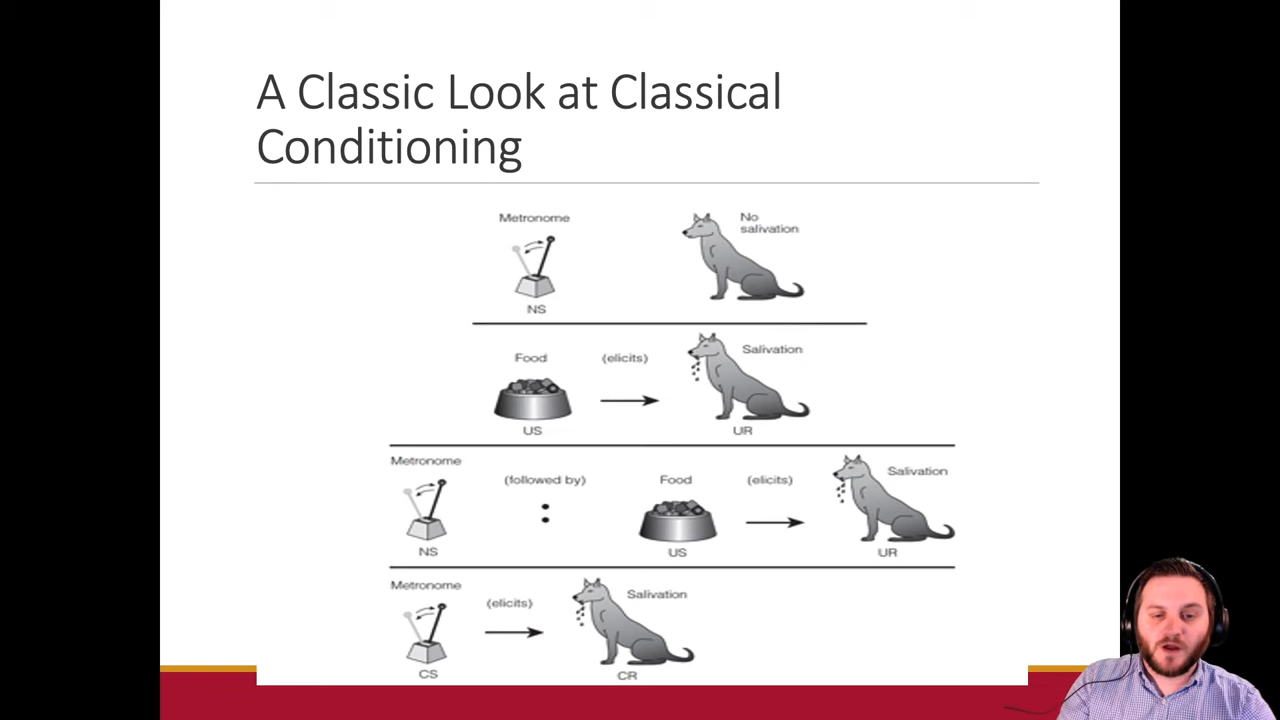 A Classic Look at Classical
Conditioning
Metronome
No
salivation
NS
Food
(elicits)
Salivation
US
UR
Metronome
(followed by)
Food
(elicits)
Salivation
:
NS
US
UR
Metronome
(elicits)
Salivation
CS
CR